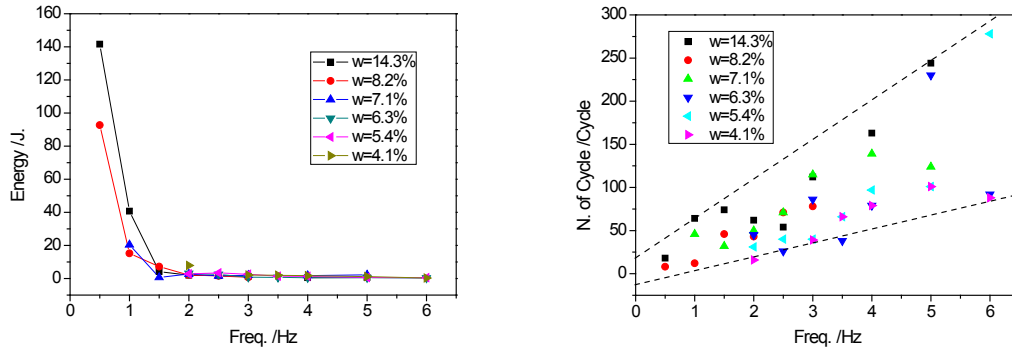 160
140
120
100
80
60
40
20
0
Energy /J.
w=14.3%
w=8.2%
w=7.1%
w=6.3%
w=5.4%
w=4.1%
0 1 2 3 4 5 6
Freq. /Hz
300
250
200
150
100
50
0
N. of Cycle /Cycle
w=14.3%
w=8.2%
w=7.1%
w=6.3%
w=5.4%
w=4.1%
0 1 2 3 4 5 6
Freq. /Hz